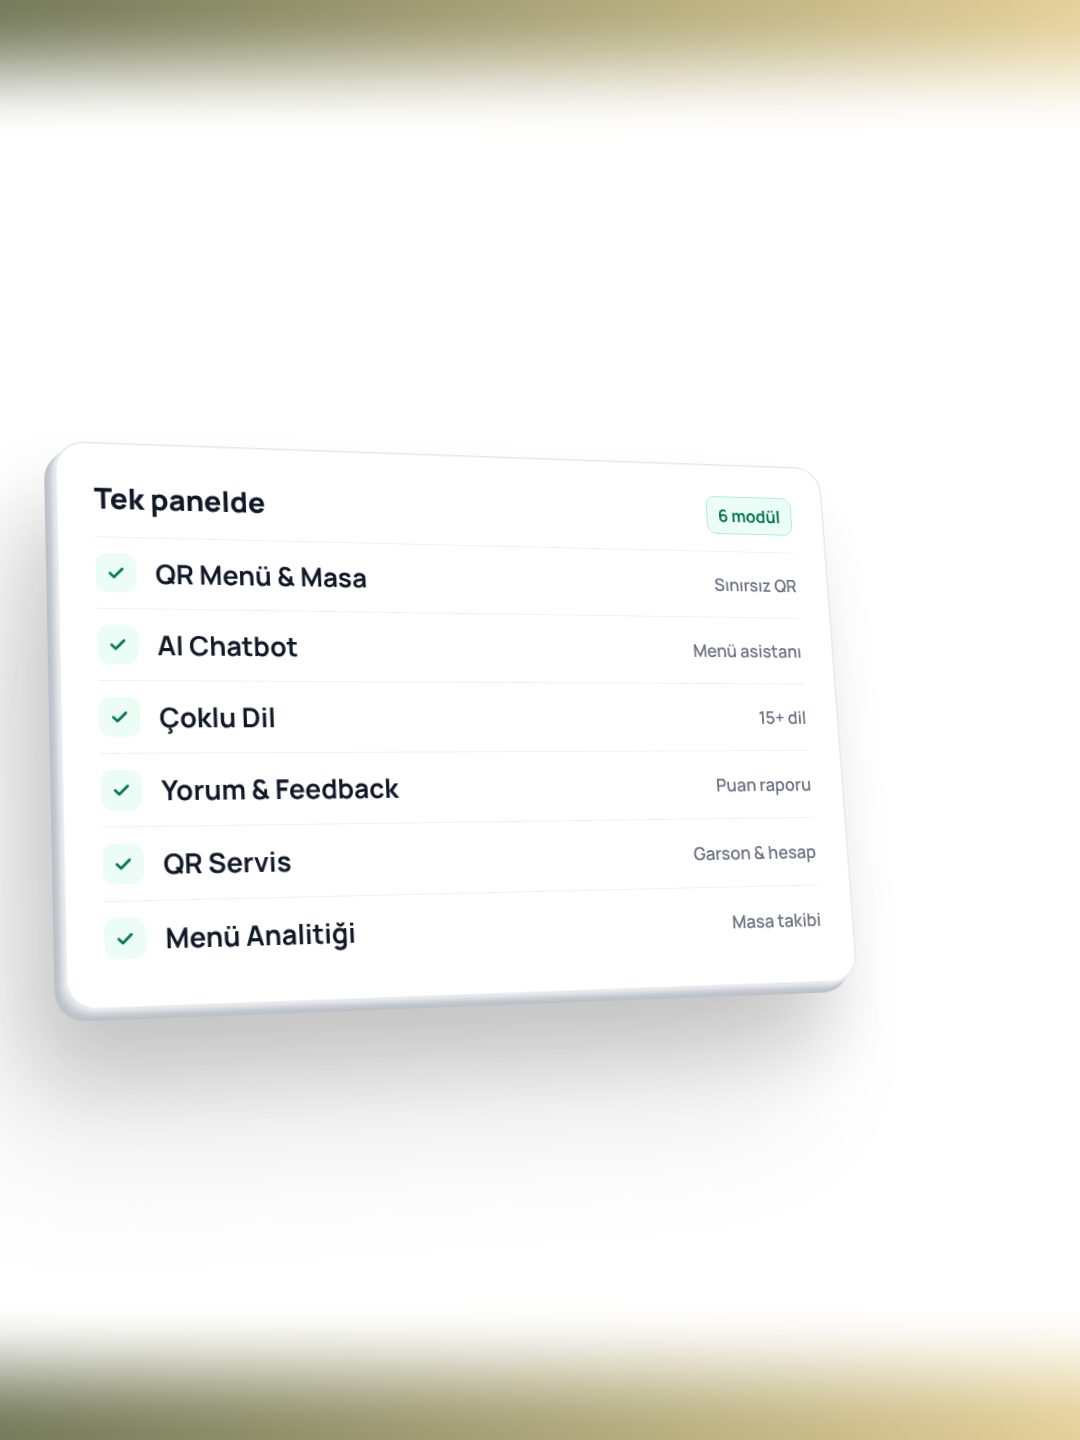 Tek panelde
6 modül
QR Menü & Masa
Sınırsız QR
AI Chatbot
Menü asistanı
Çoklu Dil
15+ dil
Yorum & Feedback
Puan raporu
QR Servis
Garson & hesap
Menü Analitiği
Masa takibi